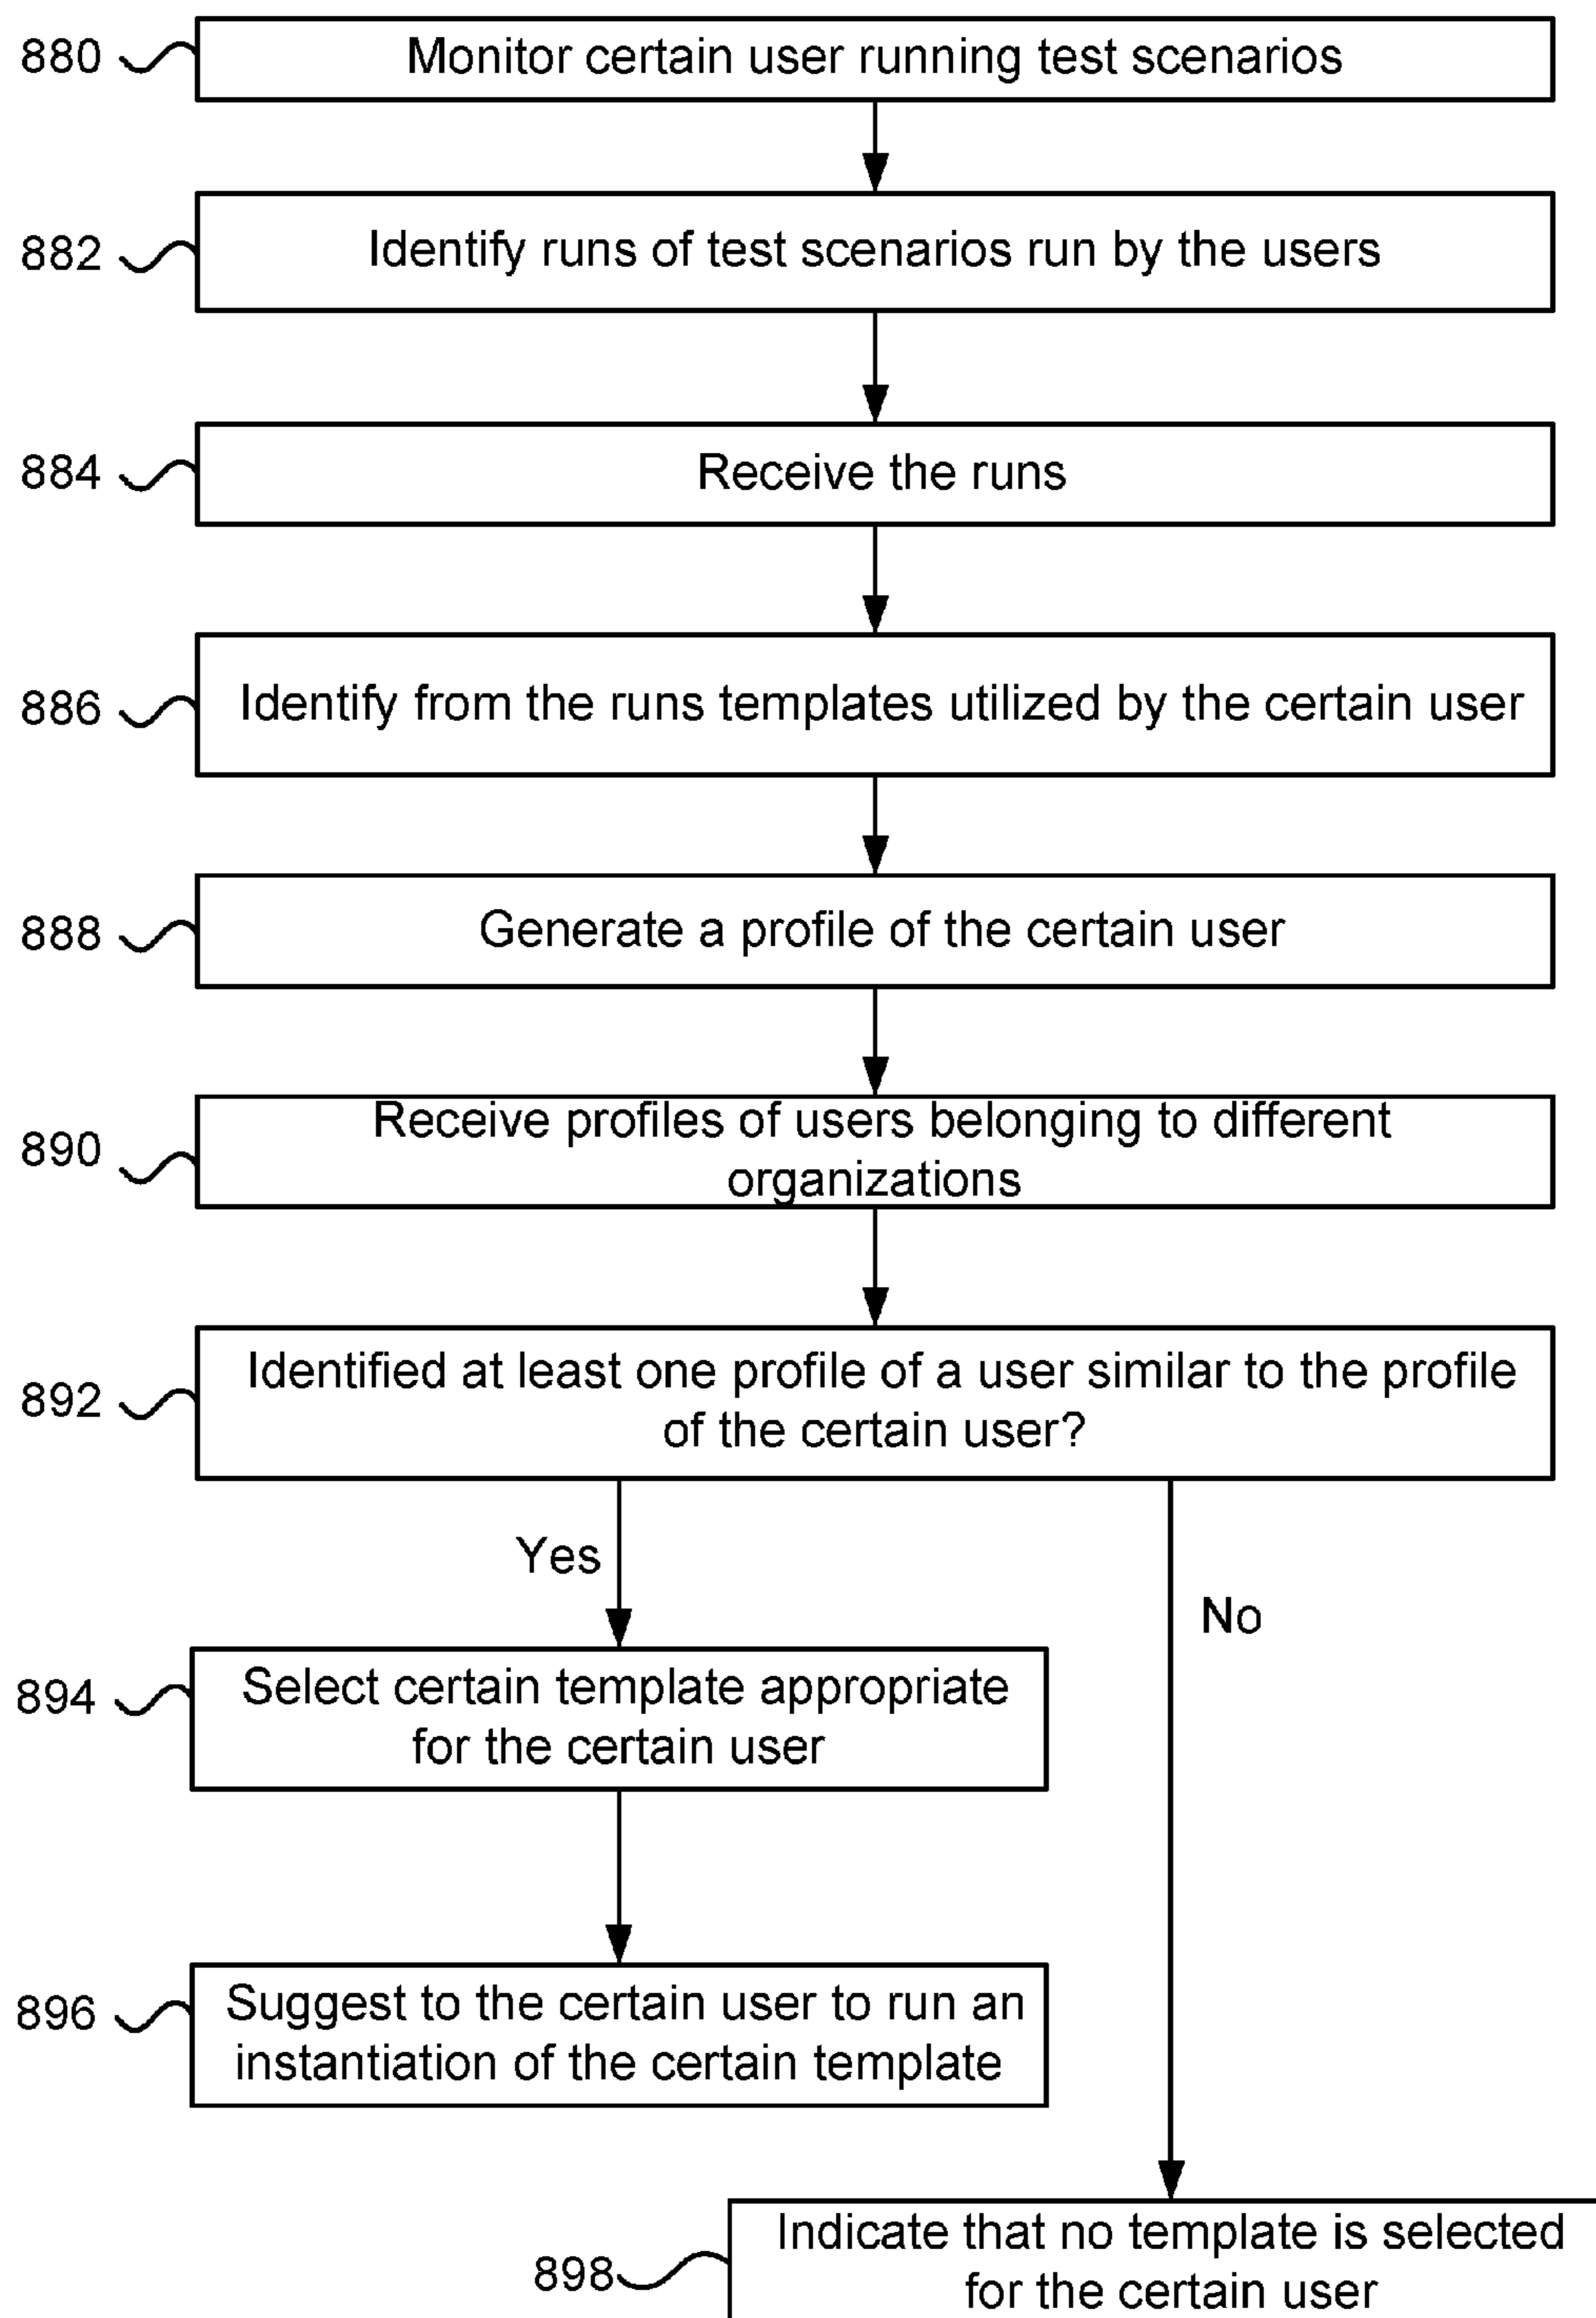 880
Monitor certain user running test scenarios
882
Identify runs of test scenarios run by the users
884
Receive the runs
886
Identify from the runs templates utilized by the certain user
888
Generate a profile of the certain user
890
Receive profiles of users belonging to different
organizations
892
Identified at least one profile of a user similar to the profile
of the certain user?
Yes
No
894
Select certain template appropriate
for the certain user
896
Suggest to the certain user to run an
instantiation of the certain template
898
Indicate that no template is selected
for the certain user